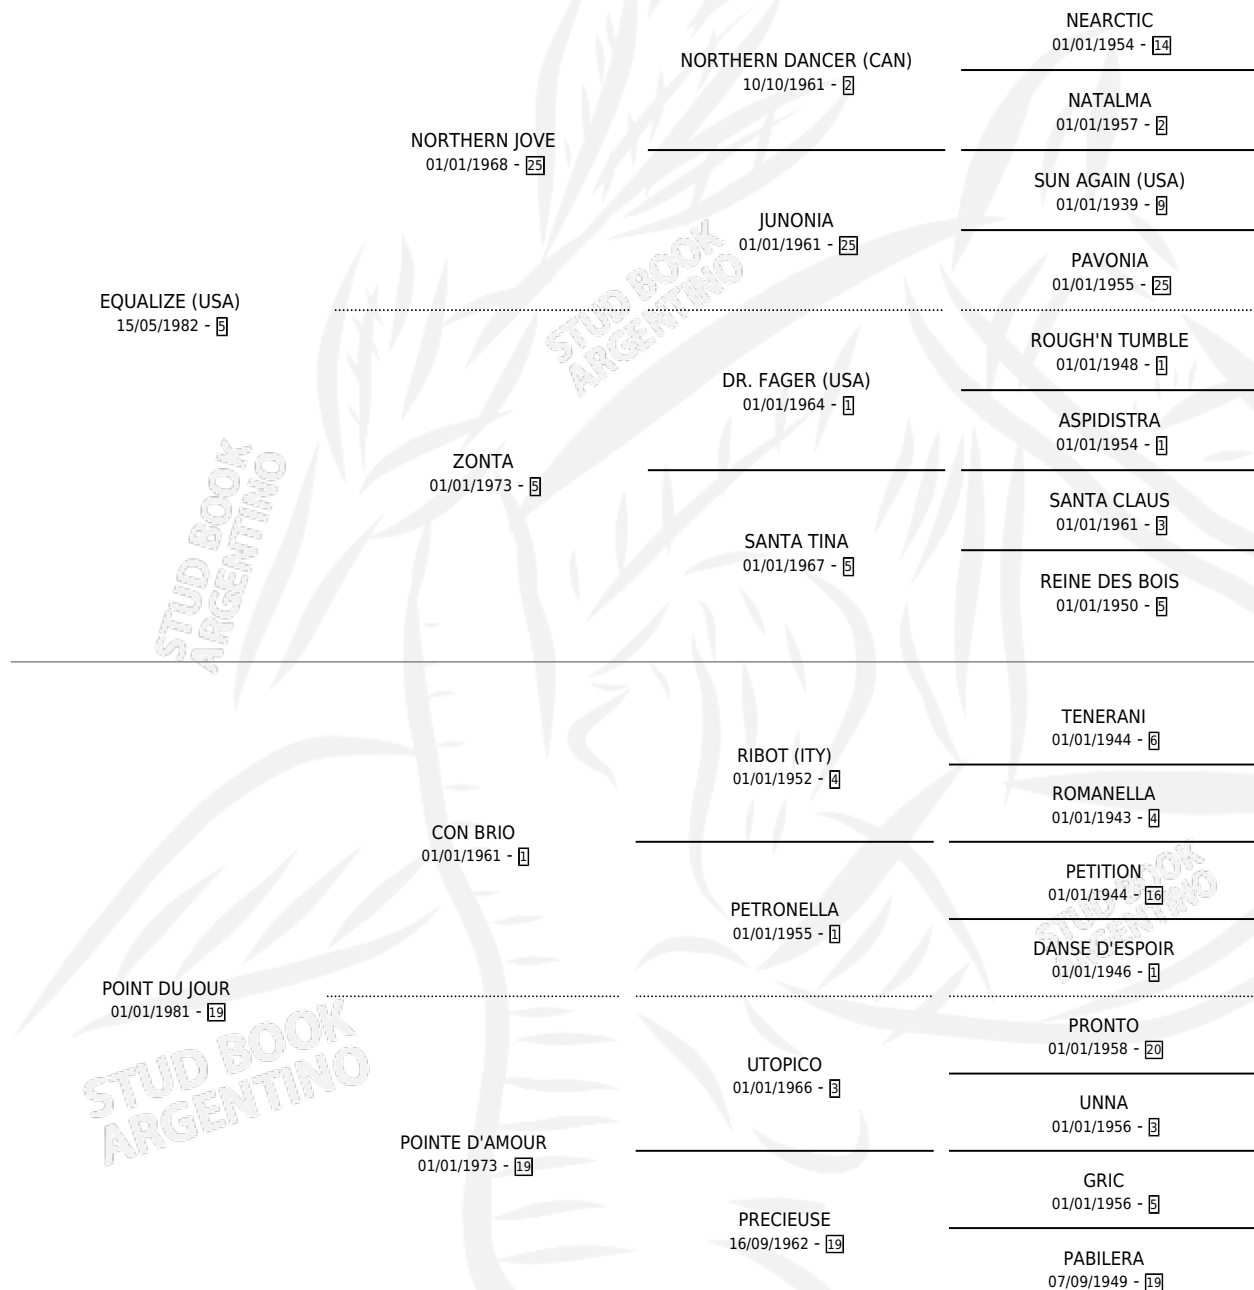 NEARCTIC
01/01/1954 - 14
NORTHERN DANCER (CAN)
10/10/1961 - 2
NATALMA
01/01/1957 - 2
NORTHERN JOVE
01/01/1968 - 25
SUN AGAIN (USA)
01/01/1939 - 9
JUNONIA
01/01/1961 - 25
PAVONIA
01/01/1955 - 25
EQUALIZE (USA)
15/05/1982 - 5
STUD BOOK
ARGENTINO
ROUGH'N TUMBLE
01/01/1948 - 1
DR. FAGER (USA)
01/01/1964 - 1
ASPIDISTRA
01/01/1954 - 1
ZONTA
01/01/1973 - 5
SANTA CLAUS
01/01/1961 - 3
SANTA TINA
01/01/1967 - 5
REINE DES BOIS
01/01/1950 - 5
STUD BOOK
ARGENTINO
TENERANI
01/01/1944 - 6
RIBOT (ITY)
01/01/1952 - 4
ROMANELLA
01/01/1943 - 4
CON BRIO
01/01/1961 - 1
PETITION
01/01/1944 - 16
PETRONELLA
01/01/1955 - 1
DANSE D'ESPOIR
01/01/1946 - 1
STUD BOOK
ARGENTINO
POINT DU JOUR
01/01/1981 - 19
PRONTO
01/01/1958 - 20
UTOPICO
01/01/1966 - 3
UNNA
01/01/1956 - 3
STUD BOOK
ARGENTINO
POINTE D'AMOUR
01/01/1973 - 19
GRIC
01/01/1956 - 5
PRECIEUSE
16/09/1962 - 19
PABILERA
07/09/1949 - 19